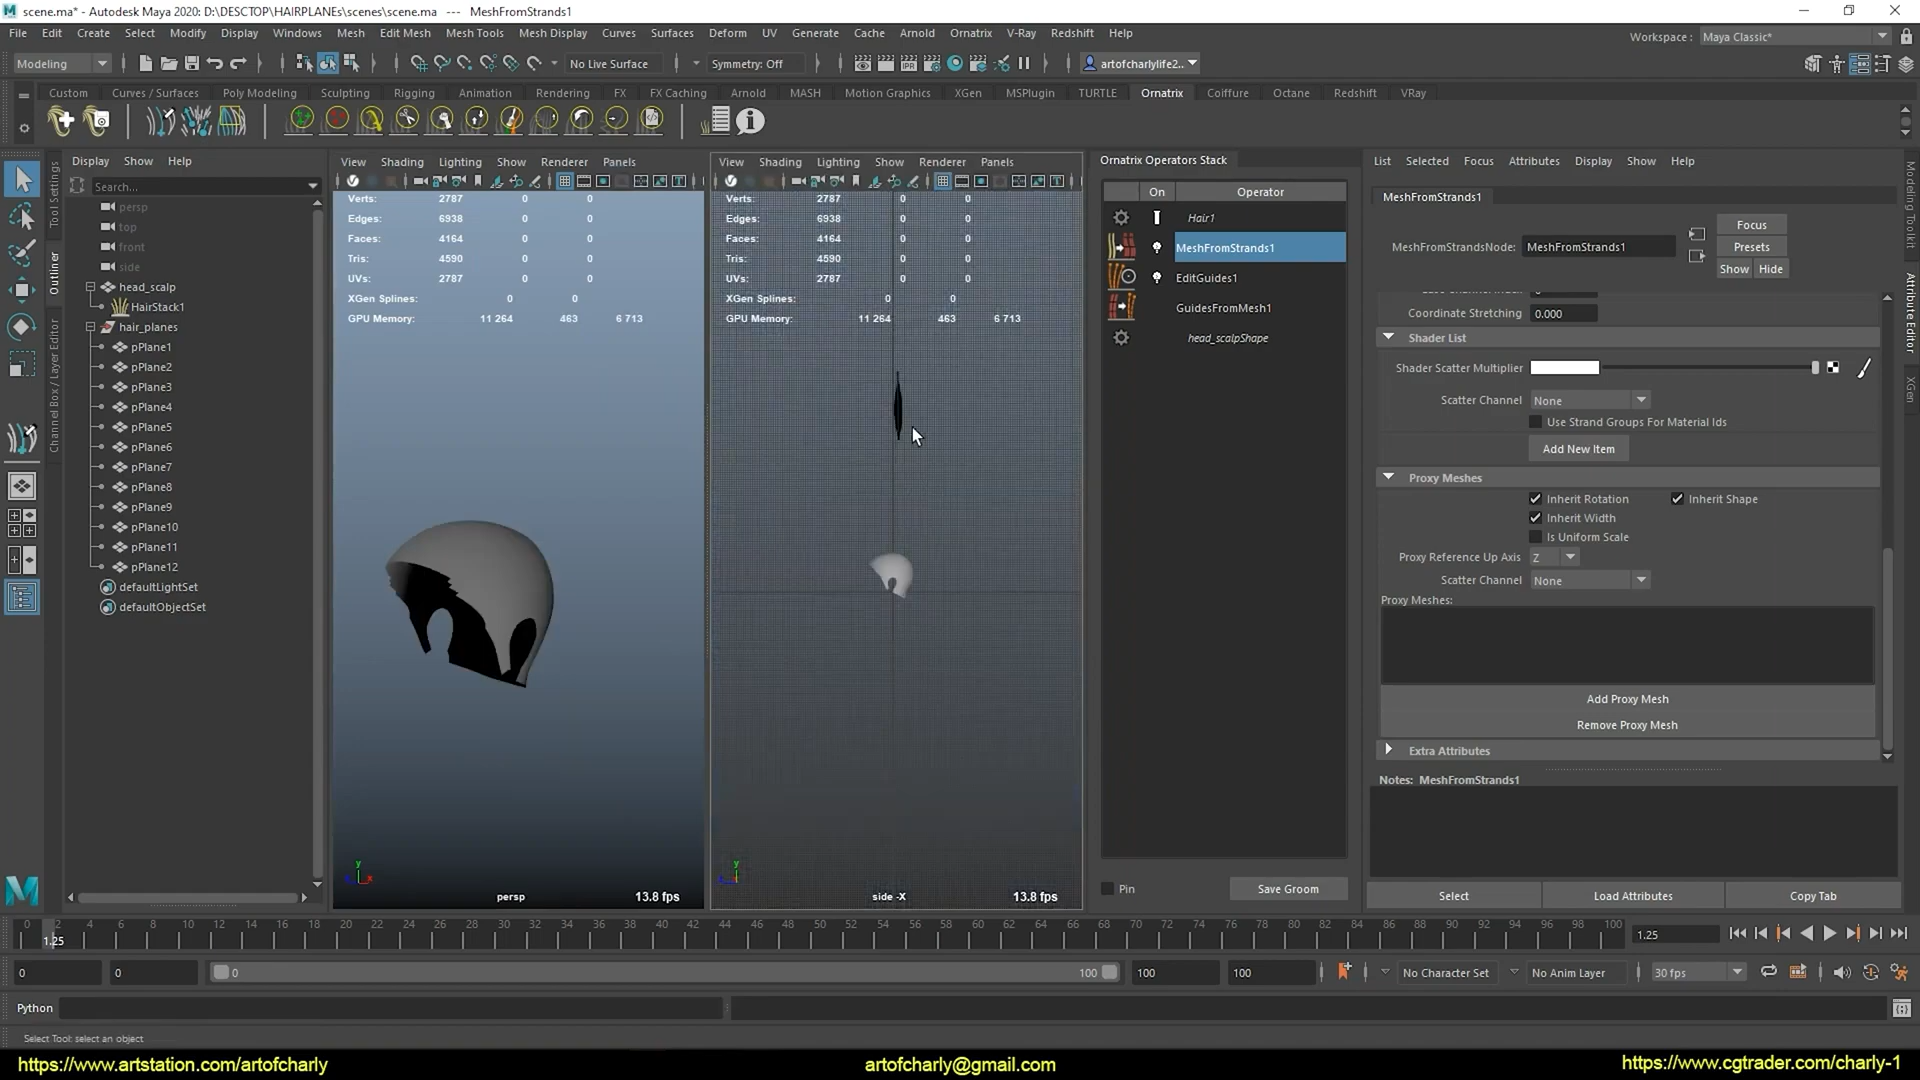 scene.ma* - Autodesk Maya 2020: D:\DESCTOP\HAIRPLANEs\scenes\scene.ma --- MeshFromStrands1
File Edit Create Select Modify Display Windows Mesh Edit Mesh Mesh Tools Mesh Display Curves Surfaces Deform UV Generate Cache Arnold Ornatrix V-Ray Redshift Help
Workspace : Maya Classic*
Modeling No Live Surface Symmetry: Off artofcharlylife2...
Custom Curves / Surfaces Poly Modeling Sculpting Rigging Animation Rendering FX FX Caching Arnold MASH Motion Graphics XGen MSPlugin TURTLE Ornatrix Coiffure Octane Redshift VRay
Display Show Help
Search...
persp
top
front
side
head_scalp
HairStack1
hair_planes
pPlane1
pPlane2
pPlane3
pPlane4
pPlane5
pPlane6
pPlane7
pPlane8
pPlane9
pPlane10
pPlane11
pPlane12
defaultLightSet
defaultObjectSet
Tool Settings
Outliner
Channel Box / Layer Editor
View Shading Lighting Show Renderer Panels
Verts: 2787 0 0
Edges: 6938 0 0
Faces: 4164 0 0
Tris: 4590 0 0
UVs: 2787 0 0
XGen Splines: 0 0
GPU Memory: 11 264 463 6 713
y
x
persp 13.8 fps
View Shading Lighting Show Renderer Panels
Verts: 2787 0 0
Edges: 6938 0 0
Faces: 4164 0 0
Tris: 4590 0 0
UVs: 2787 0 0
XGen Splines: 0 0
GPU Memory: 11 264 463 6 713
y
side -X 13.8 fps
Ornatrix Operators Stack
On Operator
Hair1
MeshFromStrands1
EditGuides1
GuidesFromMesh1
head_scalpShape
Pin Save Groom
List Selected Focus Attributes Display Show Help
MeshFromStrands1
MeshFromStrandsNode: MeshFromStrands1
Focus
Presets
Show Hide
Coordinate Stretching 0.000
Shader List
Shader Scatter Multiplier
Scatter Channel None
Use Strand Groups For Material Ids
Add New Item
Proxy Meshes
Inherit Rotation Inherit Shape
Inherit Width
Is Uniform Scale
Proxy Reference Up Axis Z
Scatter Channel None
Proxy Meshes:
Add Proxy Mesh
Remove Proxy Mesh
Extra Attributes
Notes: MeshFromStrands1
Select Load Attributes Copy Tab
Modeling Toolkit
Attribute Editor
XGen
0 2 4 6 8 10 12 14 16 18 20 22 24 26 28 30 32 34 36 38 40 42 44 46 48 50 52 54 56 58 60 62 64 66 68 70 72 74 76 78 80 82 84 86 88 90 92 94 96 98 100
1.25 1.25
0 0 0 100 100 100 No Character Set No Anim Layer 30 fps
Python
Select Tool: select an object
https://www.artstation.com/artofcharly
artofcharly@gmail.com
https://www.cgtrader.com/charly-1